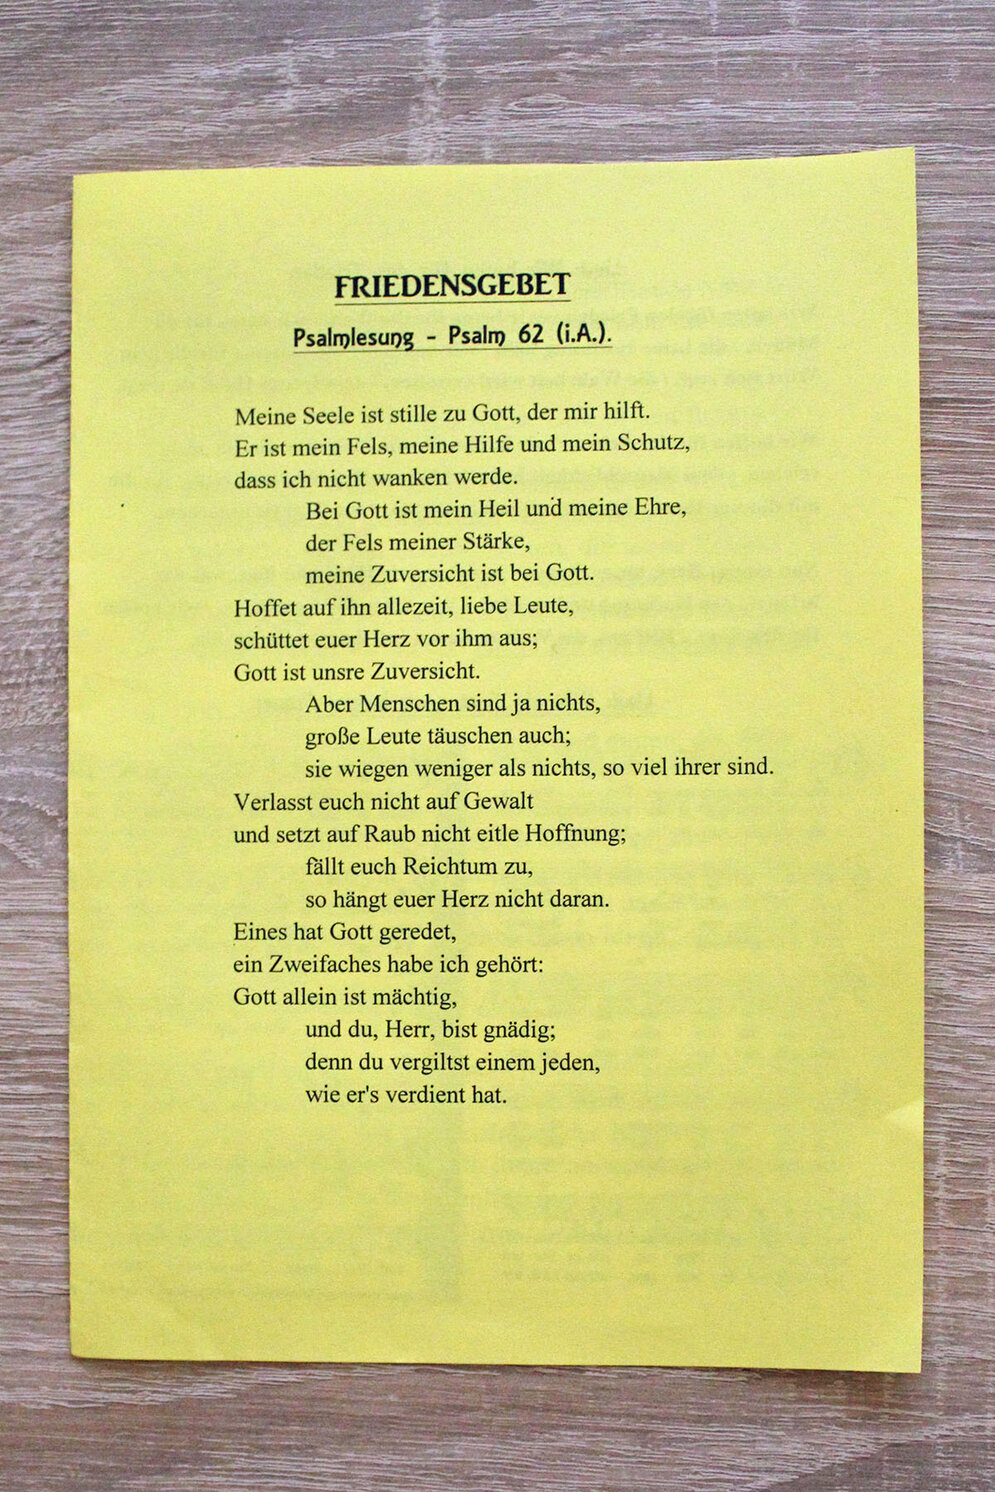 FRIEDENSGEBET
Psalmlesung - Psalm 62 (i.A.).
Meine Seele ist stille zu Gott, der mir hilft.
Er ist mein Fels, meine Hilfe und mein Schutz,
dass ich nicht wanken werde.
Bei Gott ist mein Heil und meine Ehre,
der Fels meiner Stärke,
meine Zuversicht ist bei Gott.
Hoffet auf ihn allezeit, liebe Leute,
schüttet euer Herz vor ihm aus;
Gott ist unsre Zuversicht.
Aber Menschen sind ja nichts,
große Leute täuschen auch;
sie wiegen weniger als nichts, so viel ihrer sind.
Verlasst euch nicht auf Gewalt
und setzt auf Raub nicht eitle Hoffnung;
fällt euch Reichtum zu,
so hängt euer Herz nicht daran.
Eines hat Gott geredet,
ein Zweifaches habe ich gehört:
Gott allein ist mächtig,
und du, Herr, bist gnädig;
denn du vergiltst einem jeden,
wie er's verdient hat.